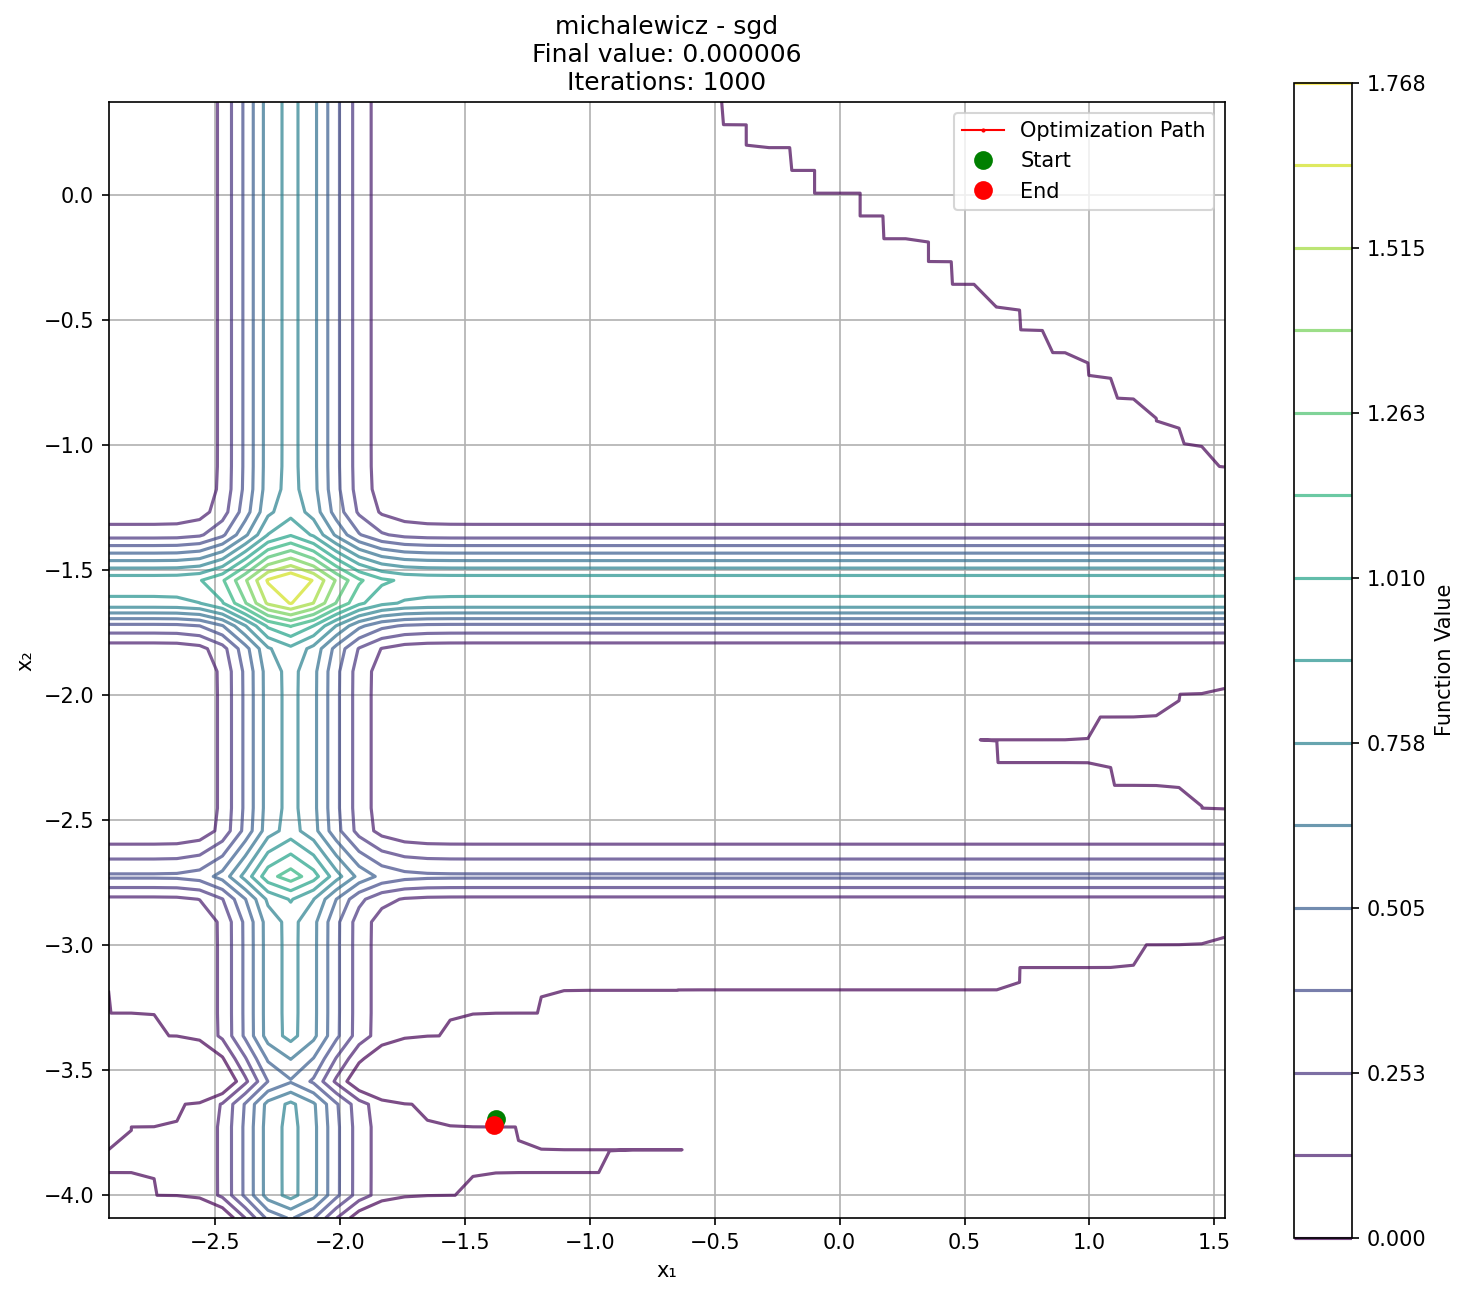 michalewicz - sgd
Final value: 0.000006
Iterations: 1000
Optimization Path
Start
End
0.0
−0.5
−1.0
−1.5
−2.0
−2.5
−3.0
−3.5
−4.0
x₂
−2.5 −2.0 −1.5 −1.0 −0.5 0.0 0.5 1.0 1.5
x₁
1.768
1.515
1.263
1.010
0.758
0.505
0.253
0.000
Function Value